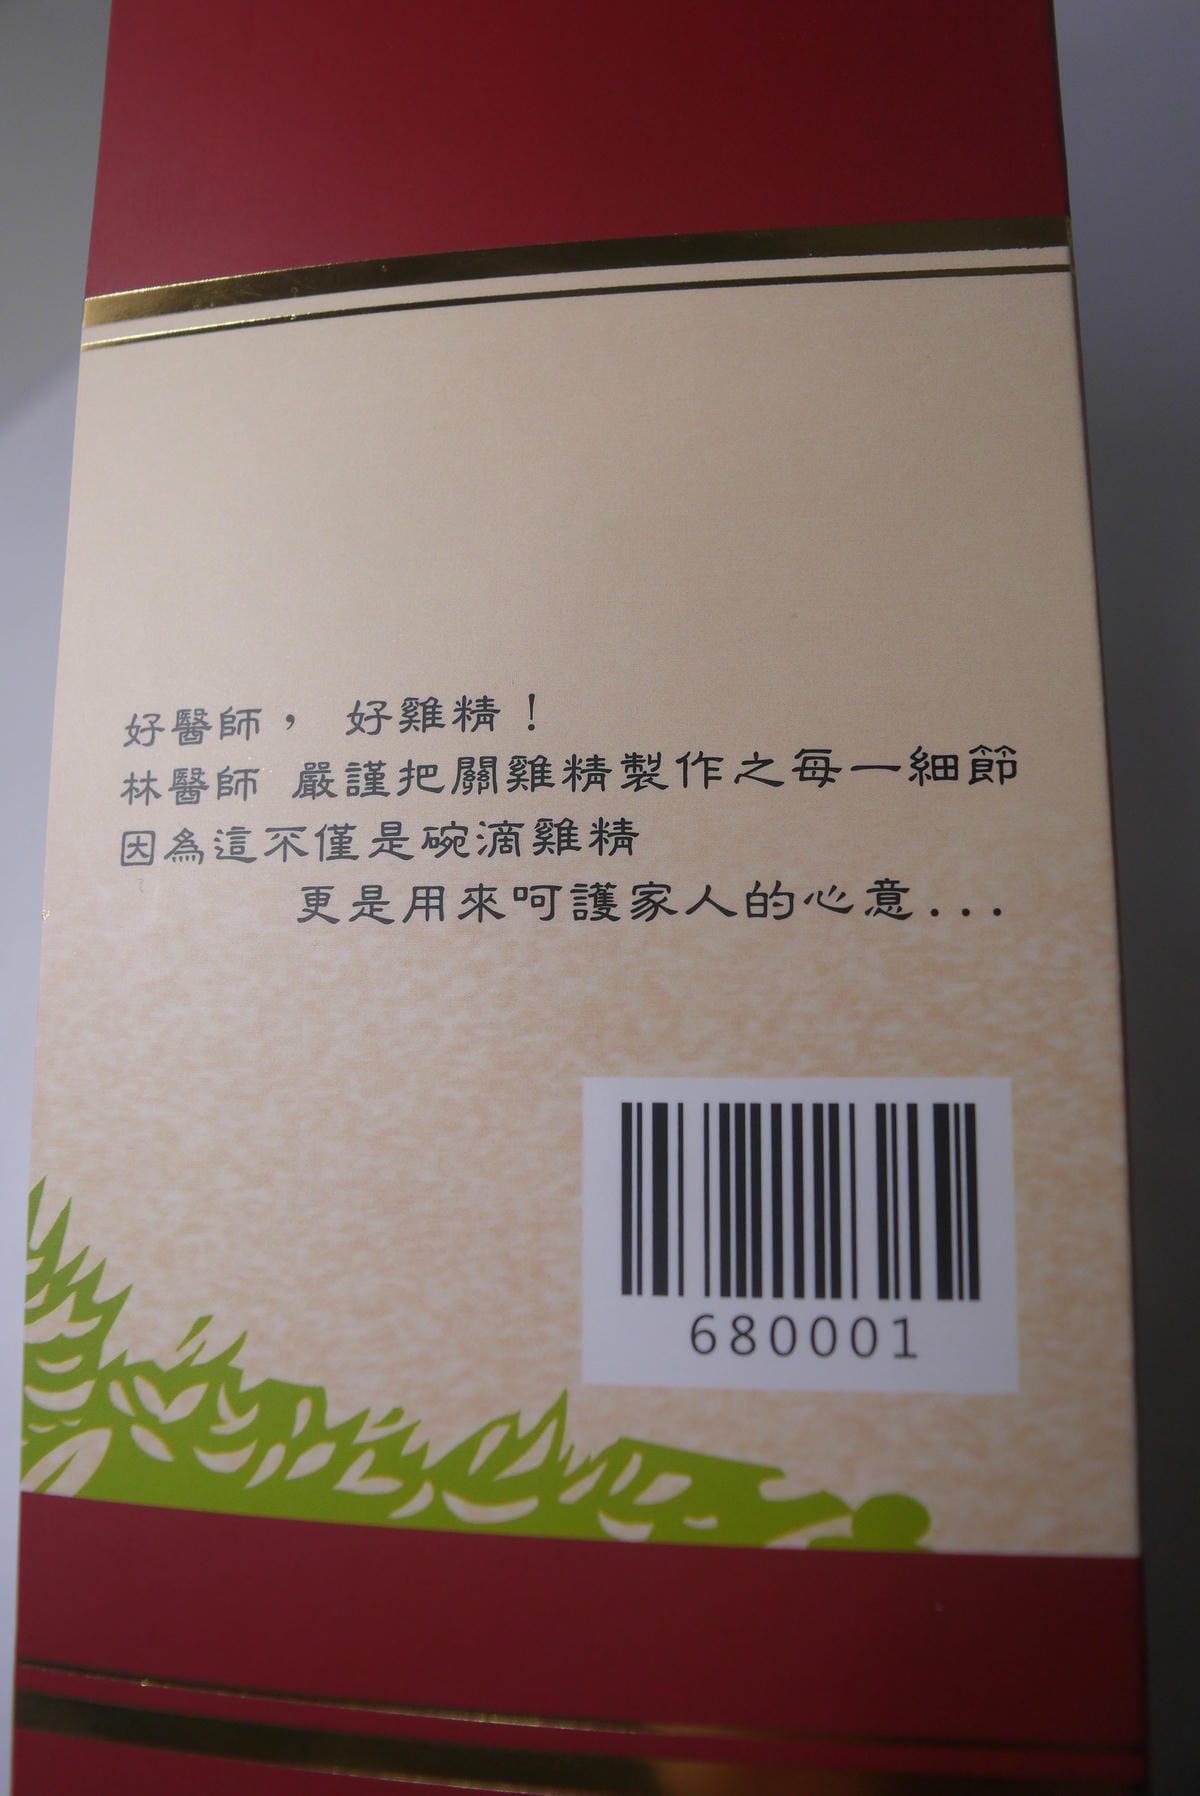 好醫師， 好雞精！
林醫師 嚴謹把關雞精製作之每一細節
因為這不僅是碗滴雞精
更是用來呵護家人的心意...
680001